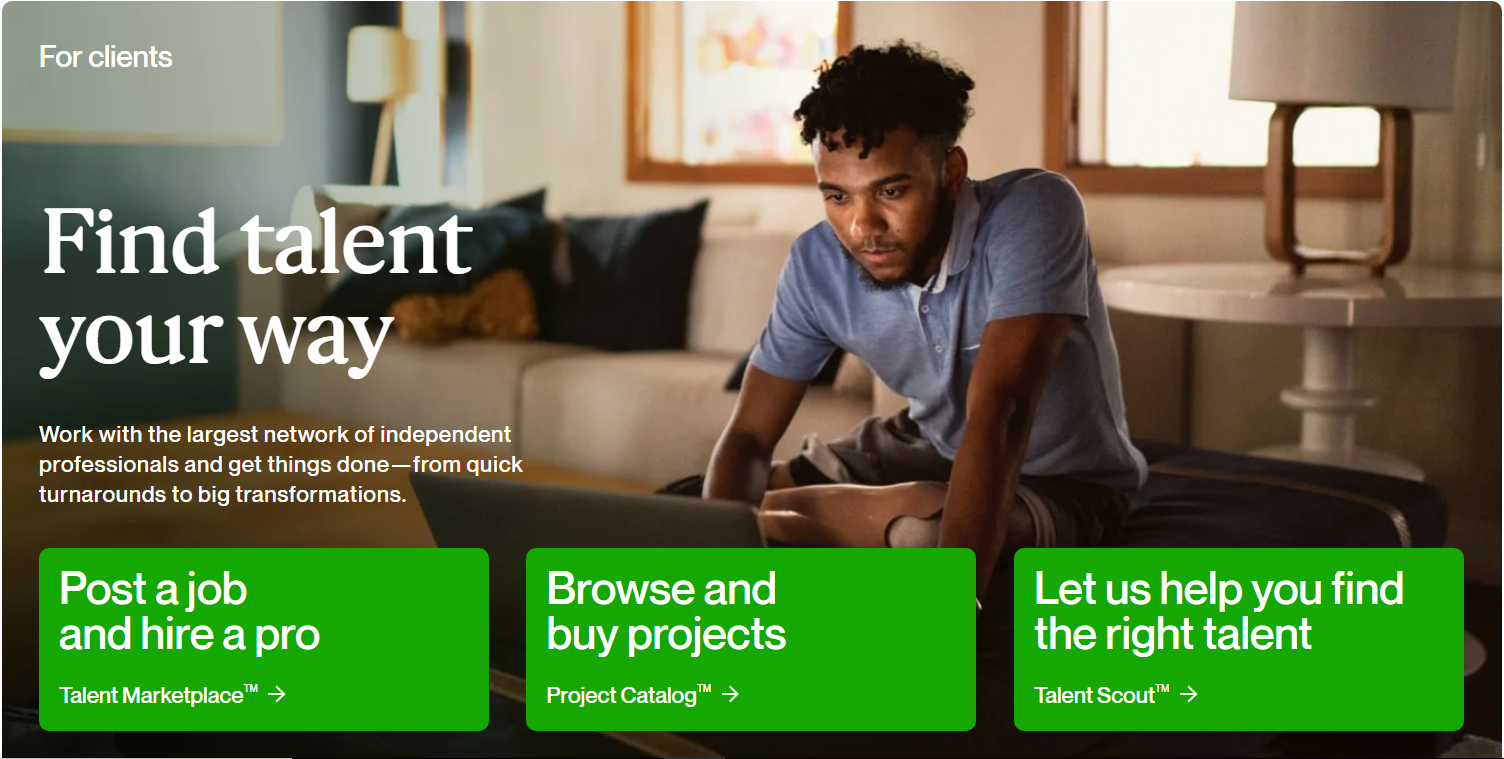 For clients
Find talent
your way
Work with the largest network of independent
professionals and get things done—from quick
turnarounds to big transformations.
Post a job
and hire a pro
Talent Marketplace™ →
Browse and
buy projects
Project Catalog™ →
Let us help you find
the right talent
Talent Scout™ →